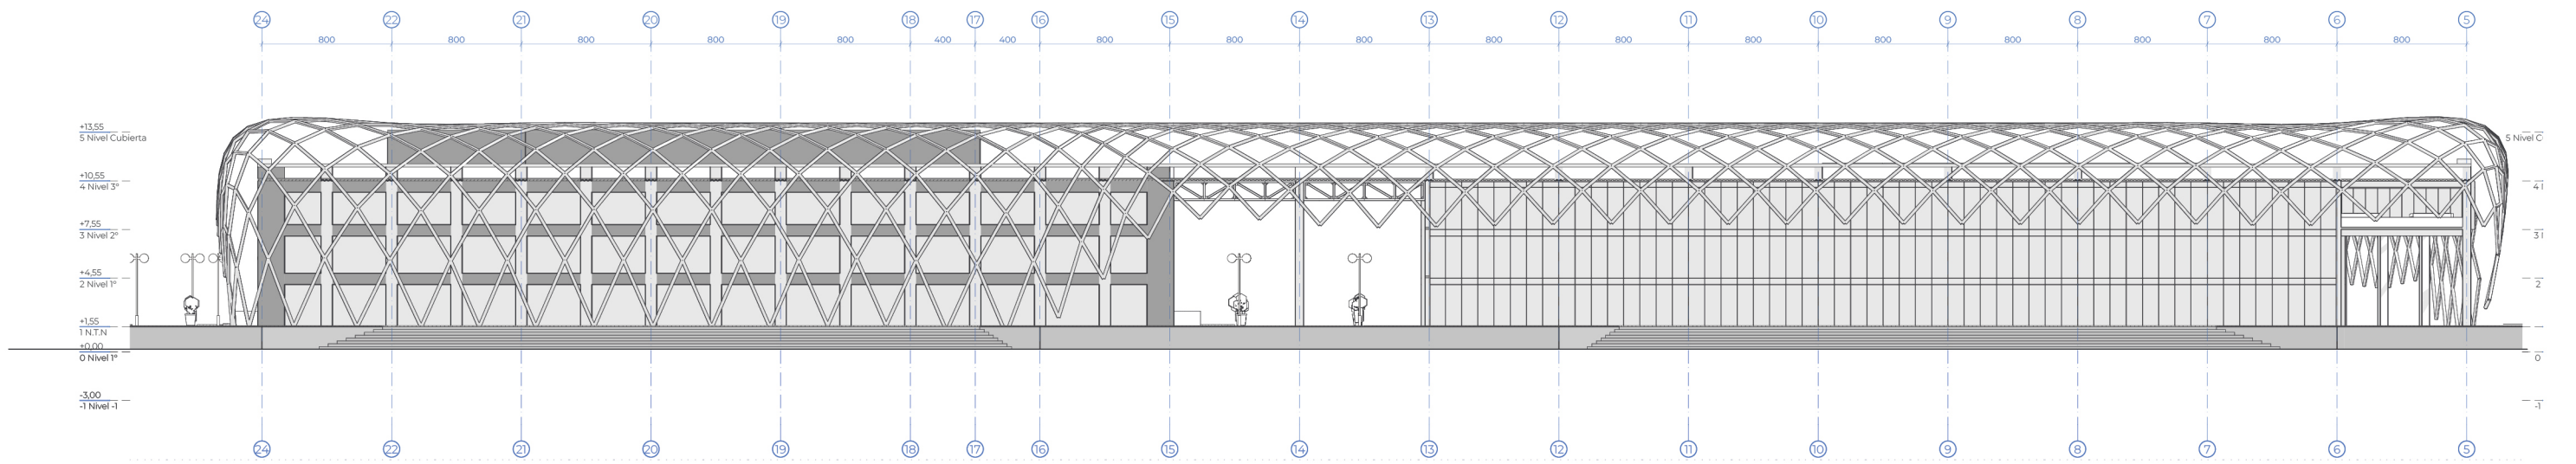 24 22 21 20 19 18 17 16 15 14 13 12 11 10 9 8 7 6 5
800 800 800 800 800 400 400 800 800 800 800 800 800 800 800 800 800 800
+13,55
5 Nivel Cubierta
5 Nivel C
+10,55
4 Nivel 3°
4 l
+7,55
3 Nivel 2°
3 l
+4,55
2 Nivel 1°
2
+1,55
1 N.T.N
+0,00
0 Nivel 1°
0
-3,00
-1 Nivel -1
-1
24 22 21 20 19 18 17 16 15 14 13 12 11 10 9 8 7 6 5